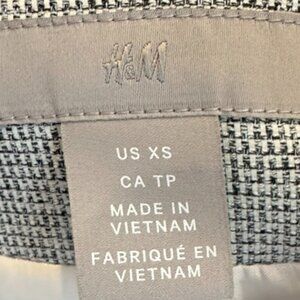 H&M
US XS
CA TP
MADE IN
VIETNAM
FABRIQUÉ EN
VIETNAM